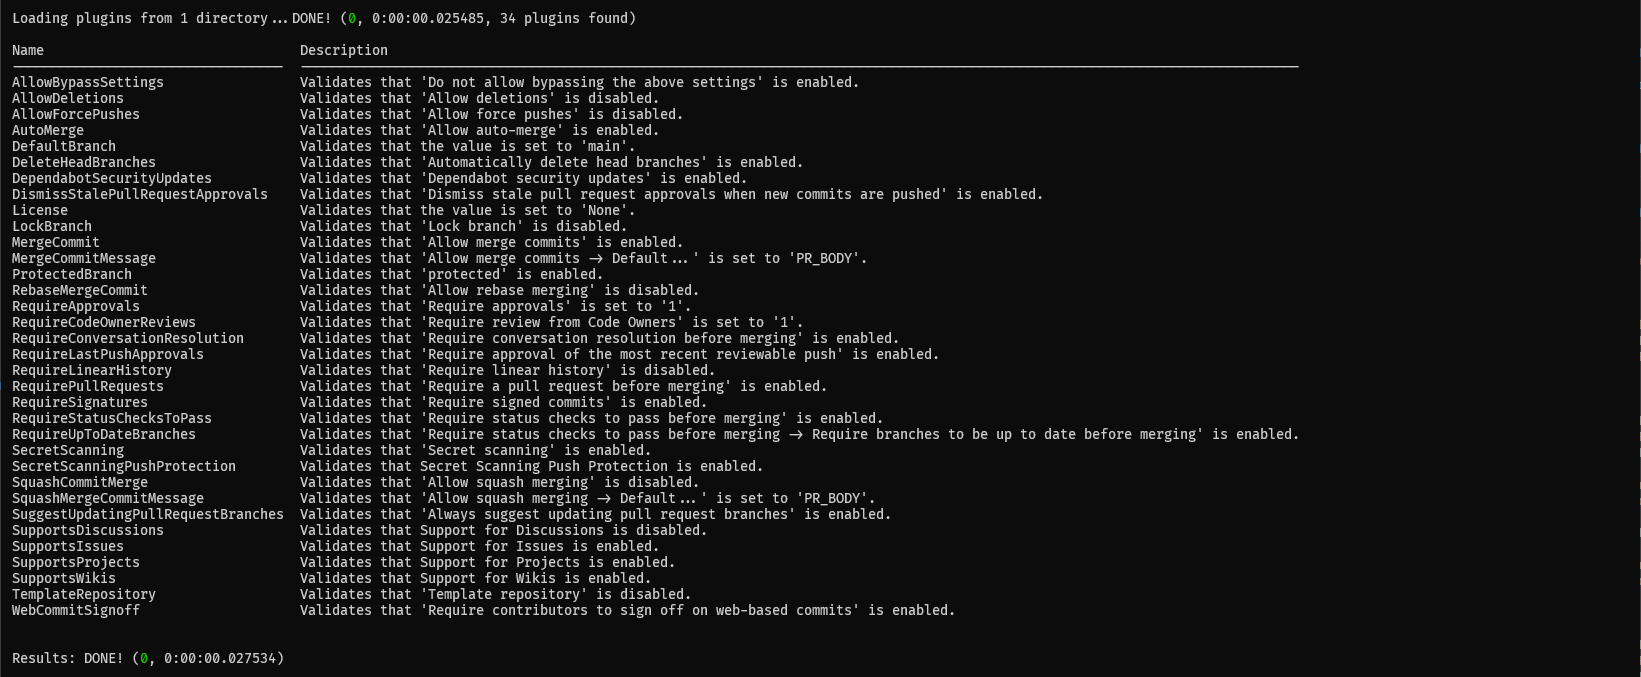 Loading plugins from 1 directory...DONE! (0, 0:00:00.025485, 34 plugins found)
Name Description
AllowBypassSettings Validates that 'Do not allow bypassing the above settings' is enabled.
AllowDeletions Validates that 'Allow deletions' is disabled.
AllowForcePushes Validates that 'Allow force pushes' is disabled.
AutoMerge Validates that 'Allow auto-merge' is enabled.
DefaultBranch Validates that the value is set to 'main'.
DeleteHeadBranches Validates that 'Automatically delete head branches' is enabled.
DependabotSecurityUpdates Validates that 'Dependabot security updates' is enabled.
DismissStalePullRequestApprovals Validates that 'Dismiss stale pull request approvals when new commits are pushed' is enabled.
License Validates that the value is set to 'None'.
LockBranch Validates that 'Lock branch' is disabled.
MergeCommit Validates that 'Allow merge commits' is enabled.
MergeCommitMessage Validates that 'Allow merge commits -> Default...' is set to 'PR_BODY'.
ProtectedBranch Validates that 'protected' is enabled.
RebaseMergeCommit Validates that 'Allow rebase merging' is disabled.
RequireApprovals Validates that 'Require approvals' is set to '1'.
RequireCodeOwnerReviews Validates that 'Require review from Code Owners' is set to '1'.
RequireConversationResolution Validates that 'Require conversation resolution before merging' is enabled.
RequireLastPushApprovals Validates that 'Require approval of the most recent reviewable push' is enabled.
RequireLinearHistory Validates that 'Require linear history' is disabled.
RequirePullRequests Validates that 'Require a pull request before merging' is enabled.
RequireSignatures Validates that 'Require signed commits' is enabled.
RequireStatusChecksToPass Validates that 'Require status checks to pass before merging' is enabled.
RequireUpToDateBranches Validates that 'Require status checks to pass before merging -> Require branches to be up to date before merging' is enabled.
SecretScanning Validates that 'Secret scanning' is enabled.
SecretScanningPushProtection Validates that Secret Scanning Push Protection is enabled.
SquashCommitMerge Validates that 'Allow squash merging' is disabled.
SquashMergeCommitMessage Validates that 'Allow squash merging -> Default...' is set to 'PR_BODY'.
SuggestUpdatingPullRequestBranches Validates that 'Always suggest updating pull request branches' is enabled.
SupportsDiscussions Validates that Support for Discussions is disabled.
SupportsIssues Validates that Support for Issues is enabled.
SupportsProjects Validates that Support for Projects is enabled.
SupportsWikis Validates that Support for Wikis is enabled.
TemplateRepository Validates that 'Template repository' is disabled.
WebCommitSignoff Validates that 'Require contributors to sign off on web-based commits' is enabled.
Results: DONE! (0, 0:00:00.027534)